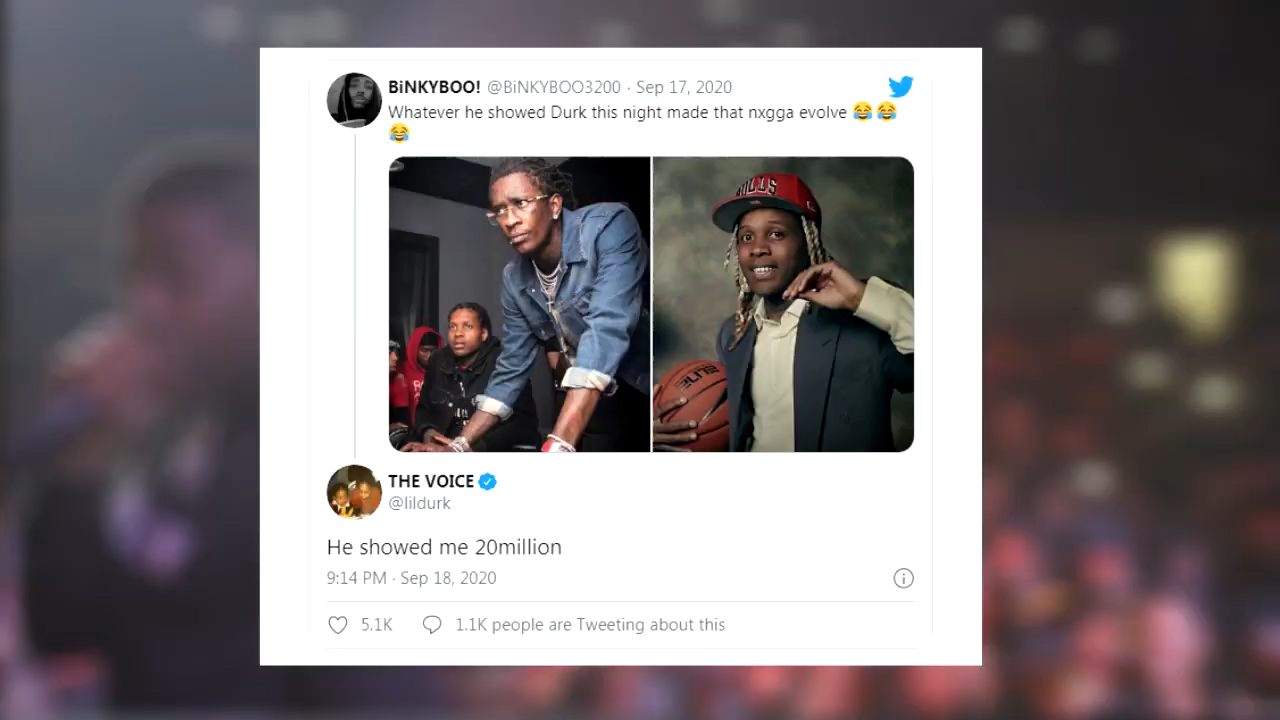 BiNKYBOO! @BiNKYBOO3200 · Sep 17, 2020
Whatever he showed Durk this night made that nxgga evolve 😂😂
😂
BULLS
ELITE
THE VOICE
@lildurk
He showed me 20million
9:14 PM · Sep 18, 2020
5.1K 1.1K people are Tweeting about this